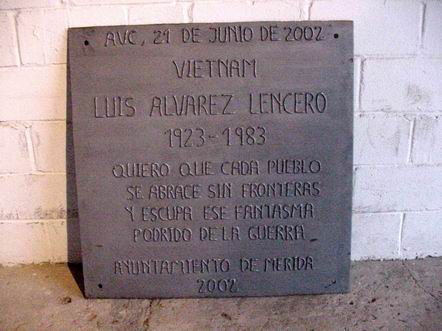 AVC, 21 DE JUNIO DE 2002
VIETNAM
LUIS ALVAREZ LENCERO
1923-1983
QUIERO QUE CADA PUEBLO
SE ABRACE SIN FRONTERAS
Y ESCUPA ESE FANTASMA
PODRIDO DE LA GUERRA
AYUNTAMIENTO DE MERIDA
2002